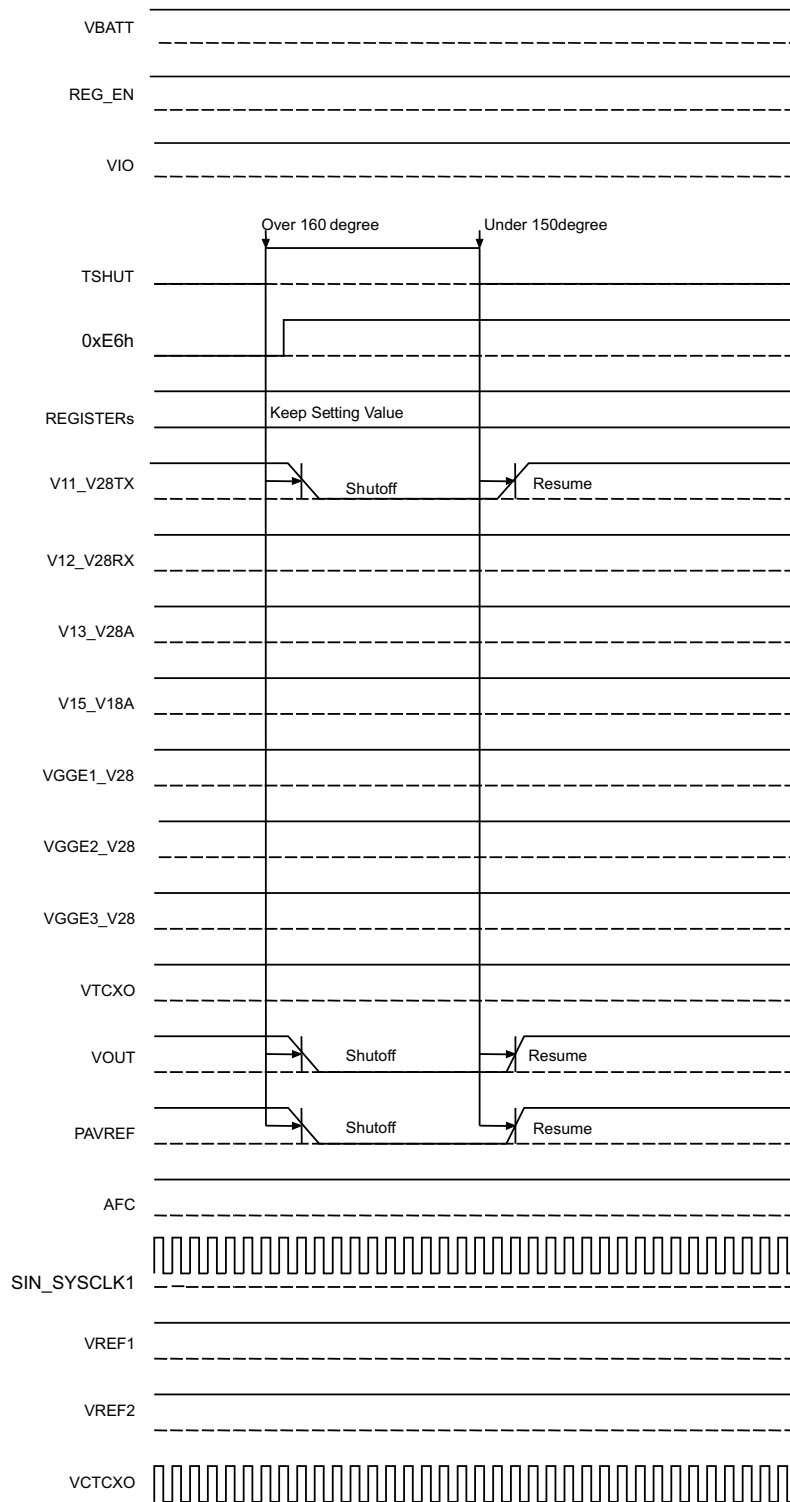 VBATT
REG_EN
VIO
Over 160 degree
Under 150degree
TSHUT
0xE6h
REGISTERs
Keep Setting Value
V11_V28TX
Shutoff
Resume
V12_V28RX
V13_V28A
V15_V18A
VGGE1_V28
VGGE2_V28
VGGE3_V28
VTCXO
VOUT
Shutoff
Resume
PAVREF
Shutoff
Resume
AFC
SIN_SYSCLK1
VREF1
VREF2
VCTCXO